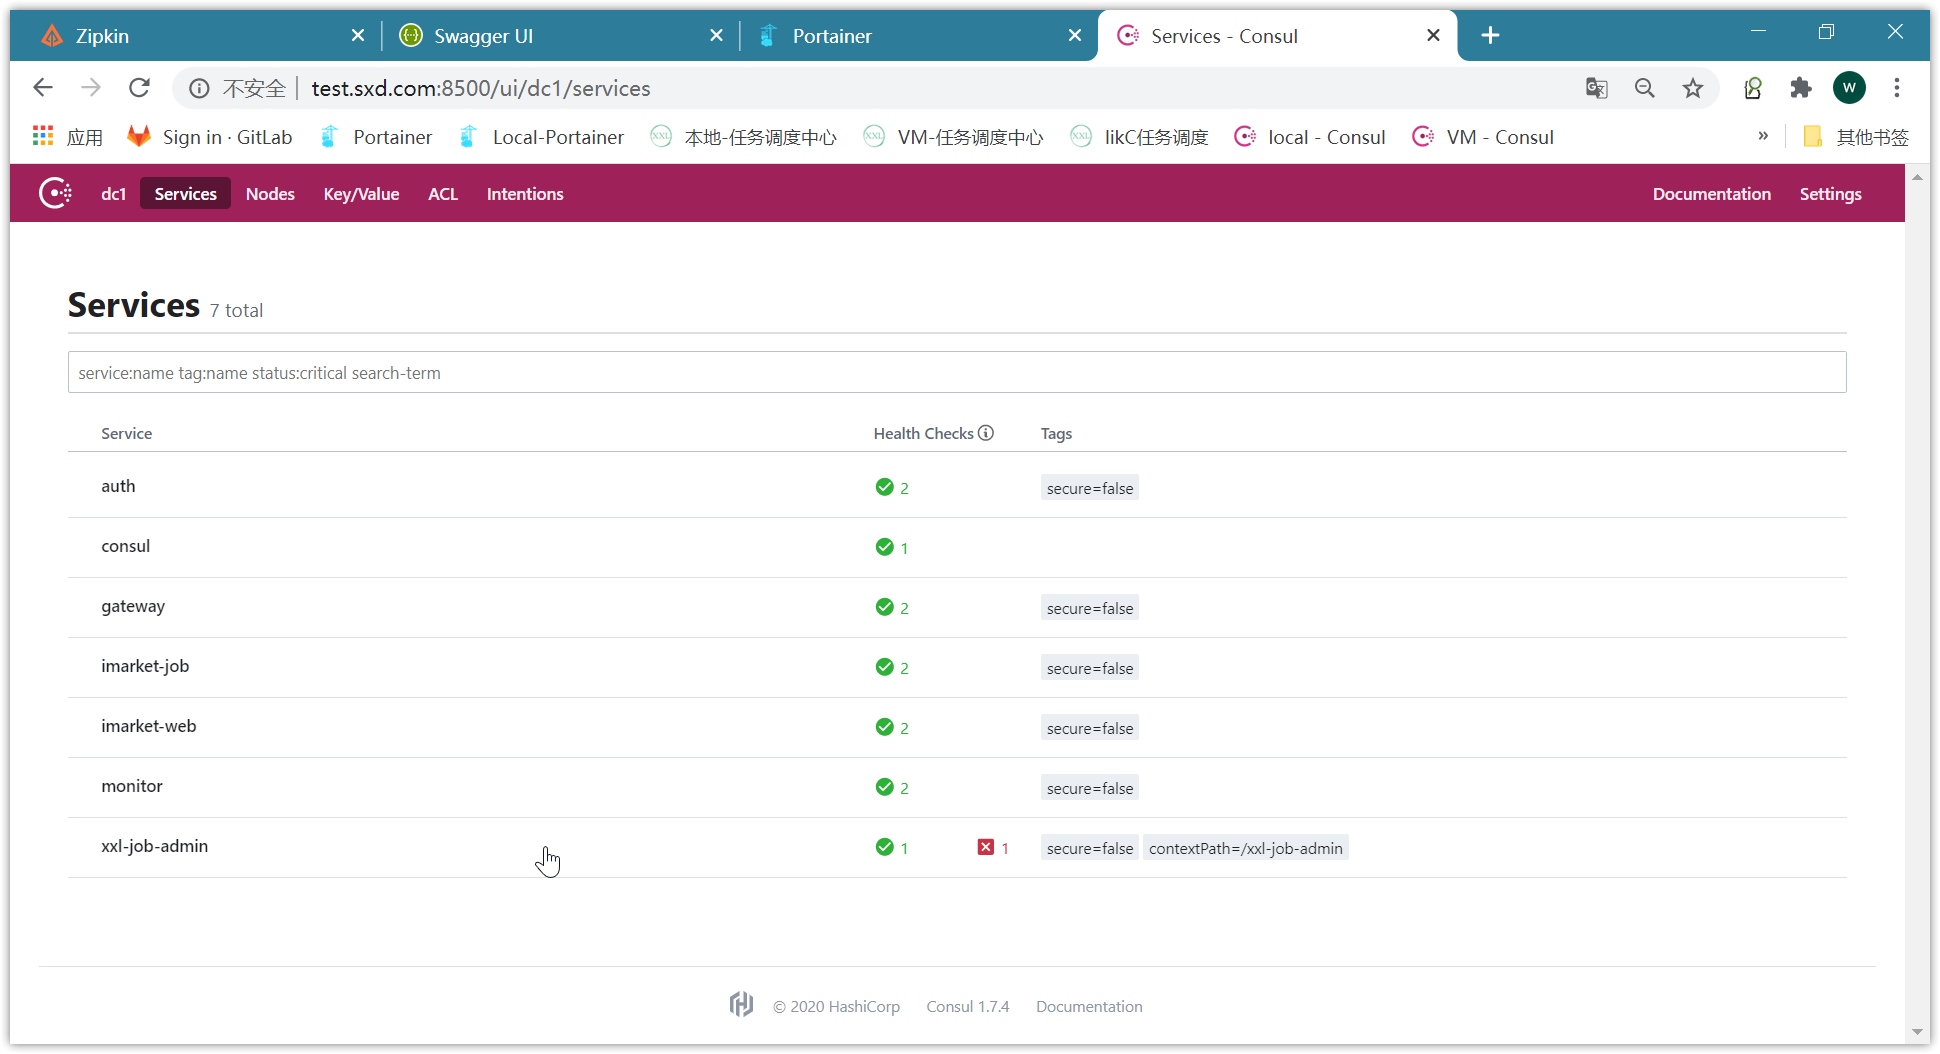 Zipkin Swagger UI Portainer Services - Consul
不安全 test.sxd.com:8500/ui/dc1/services W
应用 Sign in · GitLab Portainer Local-Portainer XXL 本地-任务调度中心 XXL VM-任务调度中心 XXL likC任务调度 local - Consul VM - Consul » 其他书签
dc1 Services Nodes Key/Value ACL Intentions Documentation Settings
Services 7 total
service:name tag:name status:critical search-term
Service Health Checks Tags
auth 2 secure=false
consul 1
gateway 2 secure=false
imarket-job 2 secure=false
imarket-web 2 secure=false
monitor 2 secure=false
xxl-job-admin 1 1 secure=false contextPath=/xxl-job-admin
© 2020 HashiCorp Consul 1.7.4 Documentation